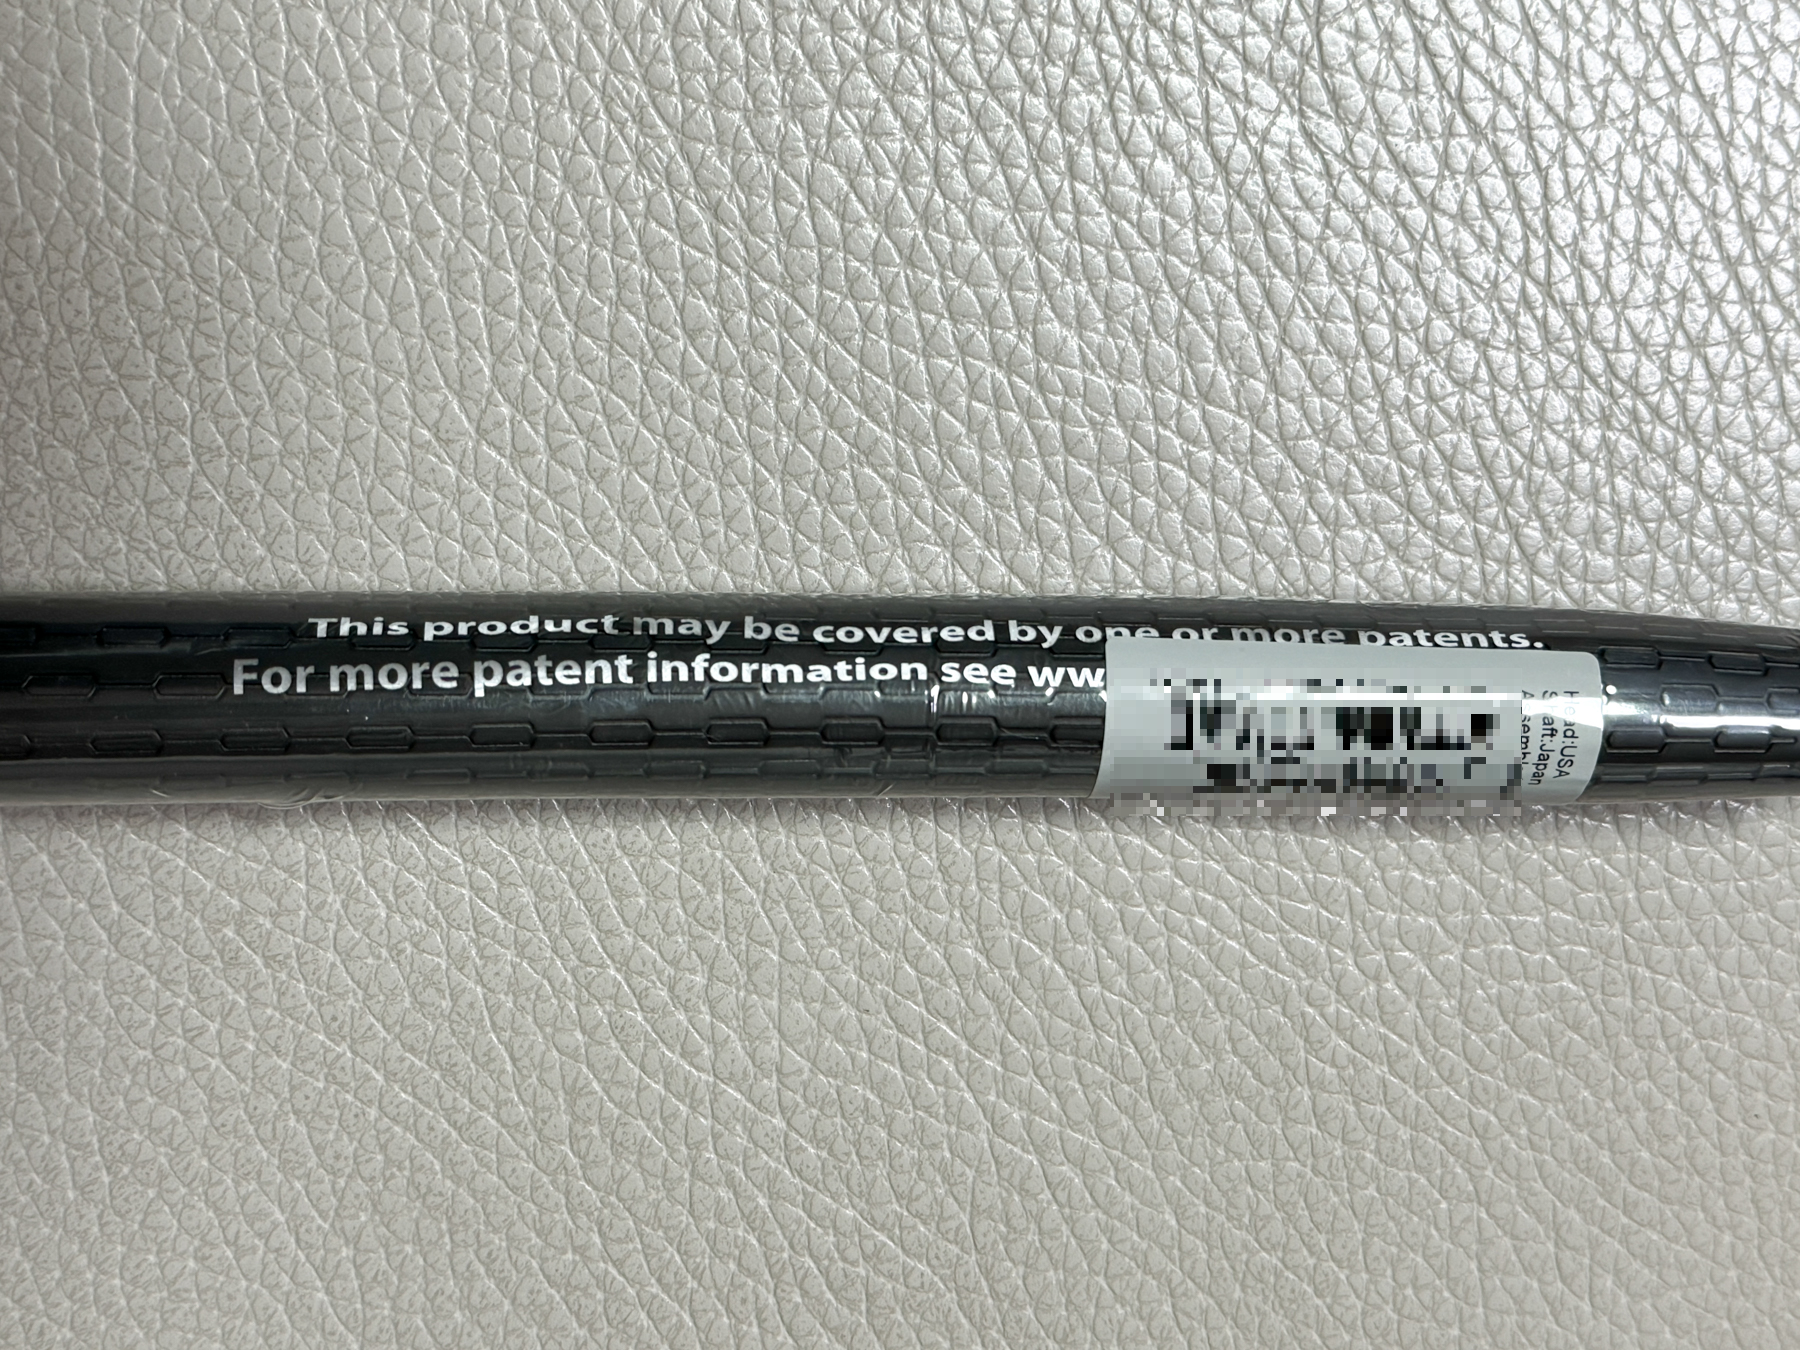 This product may be covered by one or more patents.
For more patent information see ww
Head:USA
Shaft:Japan